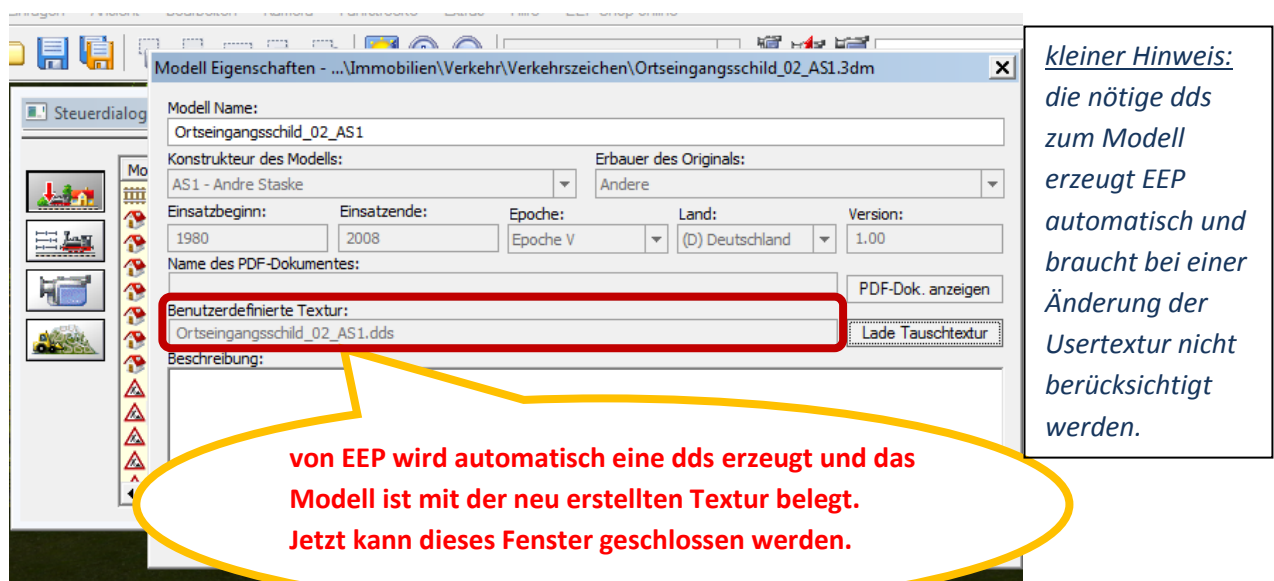 Modell Eigenschaften - ...\Immobilien\Verkehr\Verkehrszeichen\Ortseingangsschild_02_AS1.3dm
Steuerdialog
Mo
Modell Name:
Ortseingangsschild_02_AS1
Konstrukteur des Modells: Erbauer des Originals:
AS1 - Andre Staske Andere
Einsatzbeginn: Einsatzende: Epoche: Land: Version:
1980 2008 Epoche V (D) Deutschland 1.00
Name des PDF-Dokumentes:
PDF-Dok. anzeigen
Benutzerdefinierte Textur:
Ortseingangsschild_02_AS1.dds Lade Tauschtextur
Beschreibung:
von EEP wird automatisch eine dds erzeugt und das
Modell ist mit der neu erstellten Textur belegt.
Jetzt kann dieses Fenster geschlossen werden.
kleiner Hinweis:
die nötige dds
zum Modell
erzeugt EEP
automatisch und
braucht bei einer
Änderung der
Usertextur nicht
berücksichtigt
werden.